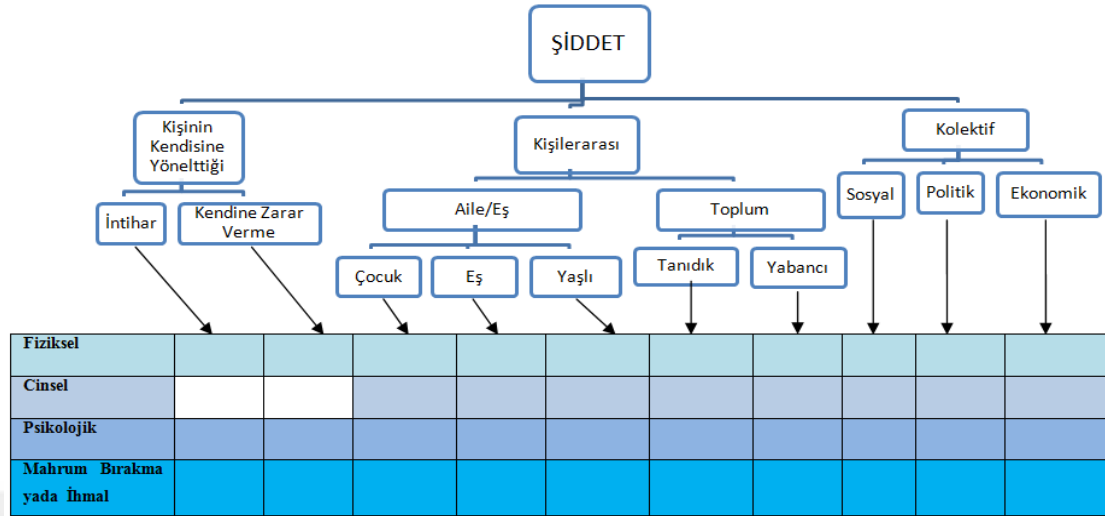 ŞİDDET
Kişinin
Kendisine
Yönelttiği
Kişilerarası
Kolektif
İntihar
Kendine Zarar
Verme
Aile/Eş
Toplum
Sosyal
Politik
Ekonomik
Çocuk
Eş
Yaşlı
Tanıdık
Yabancı
Fiziksel
Cinsel
Psikolojik
Mahrum Bırakma
yada İhmal